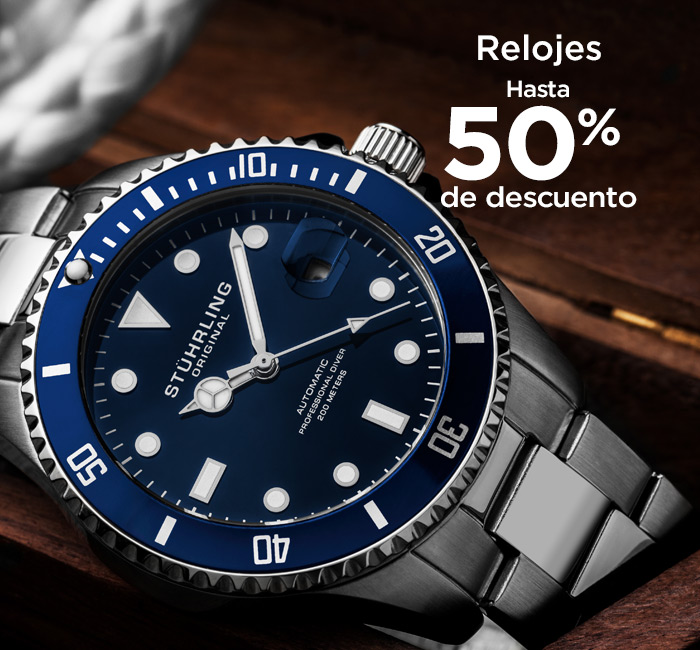 Relojes
Hasta
50%
de descuento
10
20
30
40
50
STÜHRLING
ORIGINAL
AUTOMATIC
PROFESSIONAL DIVER
200 METERS